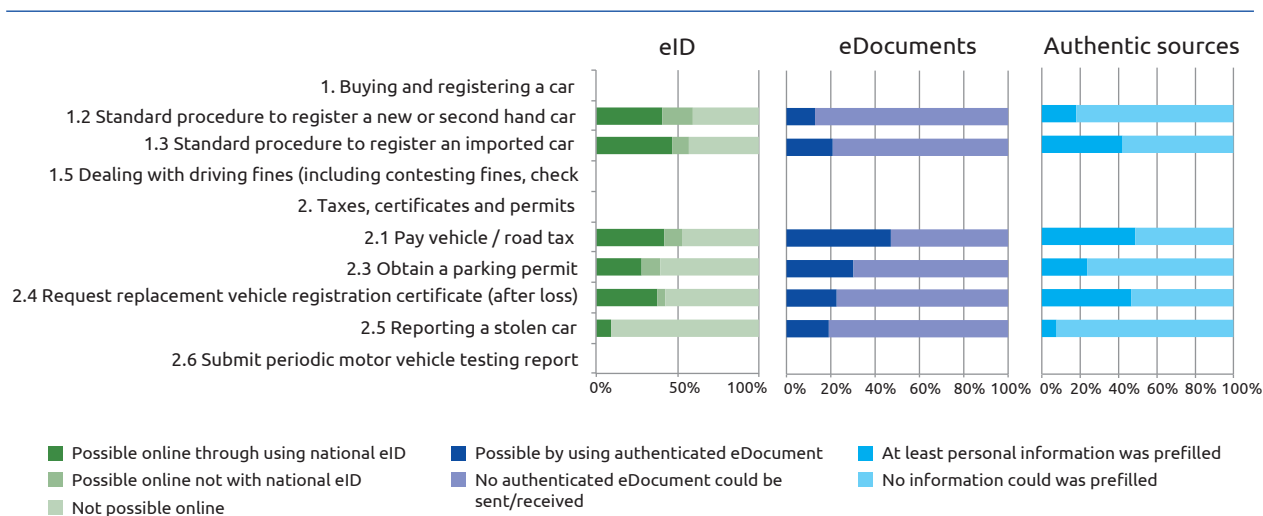 eID
eDocuments
Authentic sources
1. Buying and registering a car
1.2 Standard procedure to register a new or second hand car
1.3 Standard procedure to register an imported car
1.5 Dealing with driving fines (including contesting fines, check
2. Taxes, certificates and permits
2.1 Pay vehicle / road tax
2.3 Obtain a parking permit
2.4 Request replacement vehicle registration certificate (after loss)
2.5 Reporting a stolen car
2.6 Submit periodic motor vehicle testing report
0% 50% 100%
0% 20% 40% 60% 80% 100%
0% 20% 40% 60% 80% 100%
Possible online through using national eID
Possible online not with national eID
Not possible online
Possible by using authenticated eDocument
No authenticated eDocument could be
sent/received
At least personal information was prefilled
No information could was prefilled